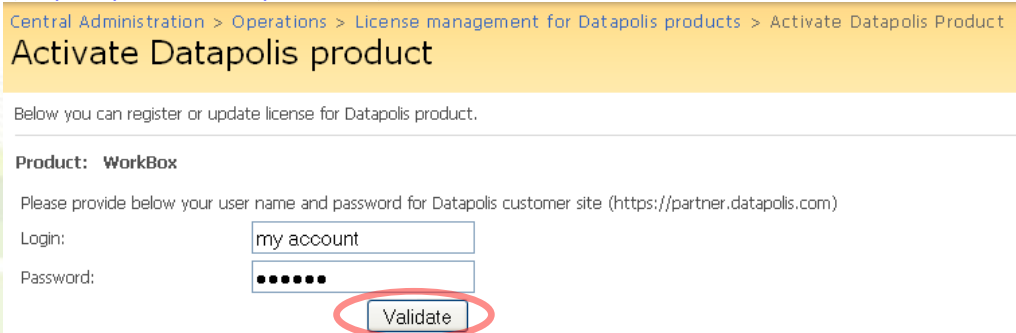 Central Administration > Operations > License management for Datapolis products > Activate Datapolis Product
Activate Datapolis product
Below you can register or update license for Datapolis product.
Product: WorkBox
Please provide below your user name and password for Datapolis customer site (https://partner.datapolis.com)
Login: my account
Password: ●●●●●●
Validate